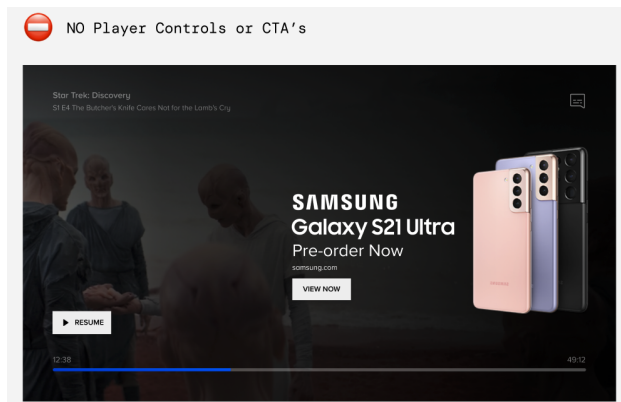 NO Player Controls or CTA's
Star Trek: Discovery
S1 E4 The Butcher's Knife Cares Not for the Lamb's Cry
SAMSUNG
Galaxy S21 Ultra
Pre-order Now
samsung.com
VIEW NOW
SAMSUNG
RESUME
12:38
49:12